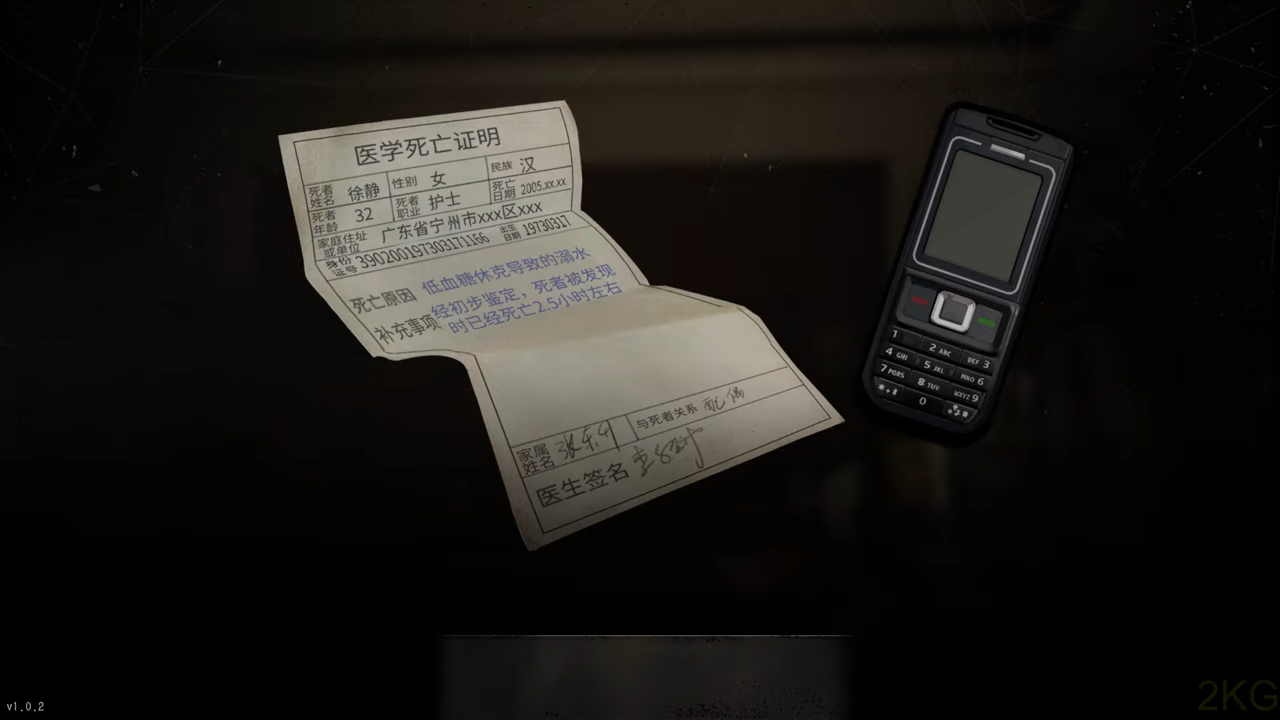 医学死亡证明
死者姓名 徐静 性别 女 民族 汉
死者年龄 32 死者职业 护士 死亡日期 2005.xx.xx
家庭住址或单位 广东省宁州市xxx区xxx
身份证号 390200197303171166 出生日期 19730317
死亡原因 低血糖休克导致的溺水
补充事项 经初步鉴定，死者被发现
时已经死亡2.5小时左右
家属姓名 与死者关系 配偶
医生签名
1
2 ABC
DEF 3
4 GHI
5 JKL
MNO 6
7 PQRS
8 TUV
WXYZ 9
0
v1.0.2
2KG